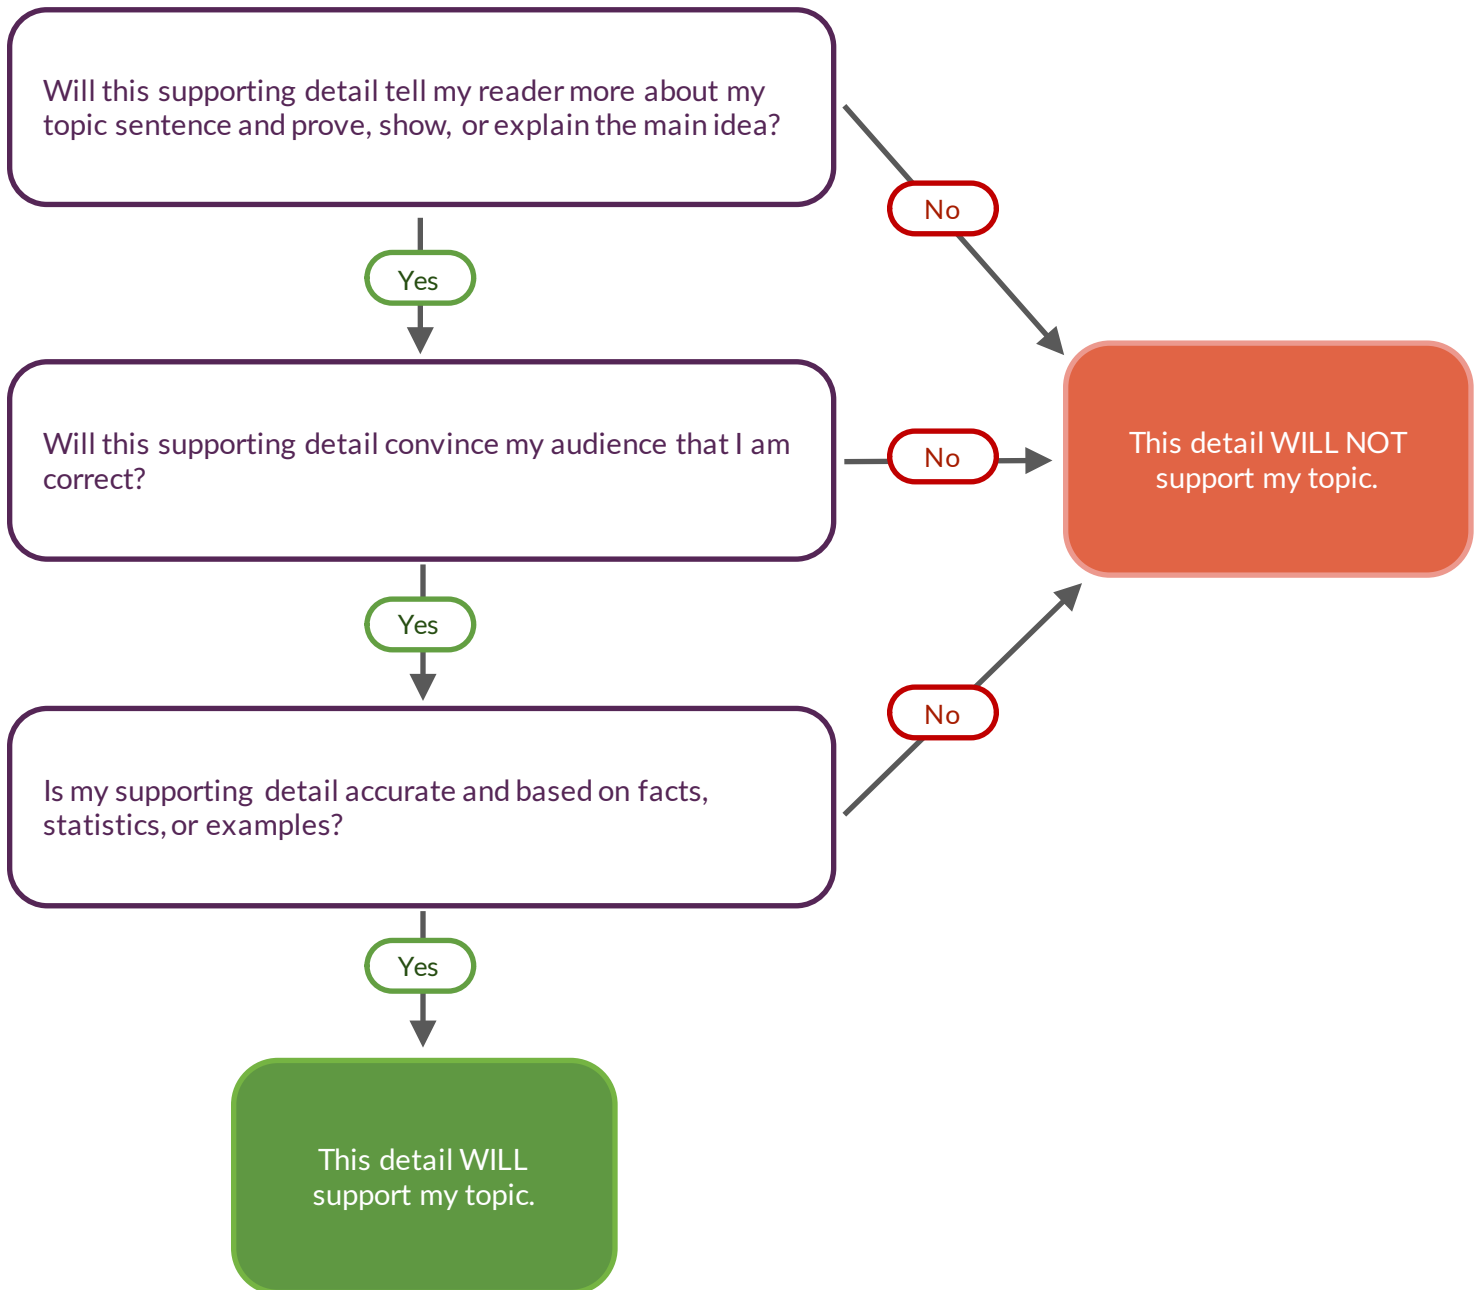 Will this supporting detail tell my reader more about my
topic sentence and prove, show, or explain the main idea?
No
Yes
Will this supporting detail convince my audience that I am
correct?
No
This detail WILL NOT
support my topic.
Yes
Is my supporting detail accurate and based on facts,
statistics, or examples?
No
Yes
This detail WILL
support my topic.